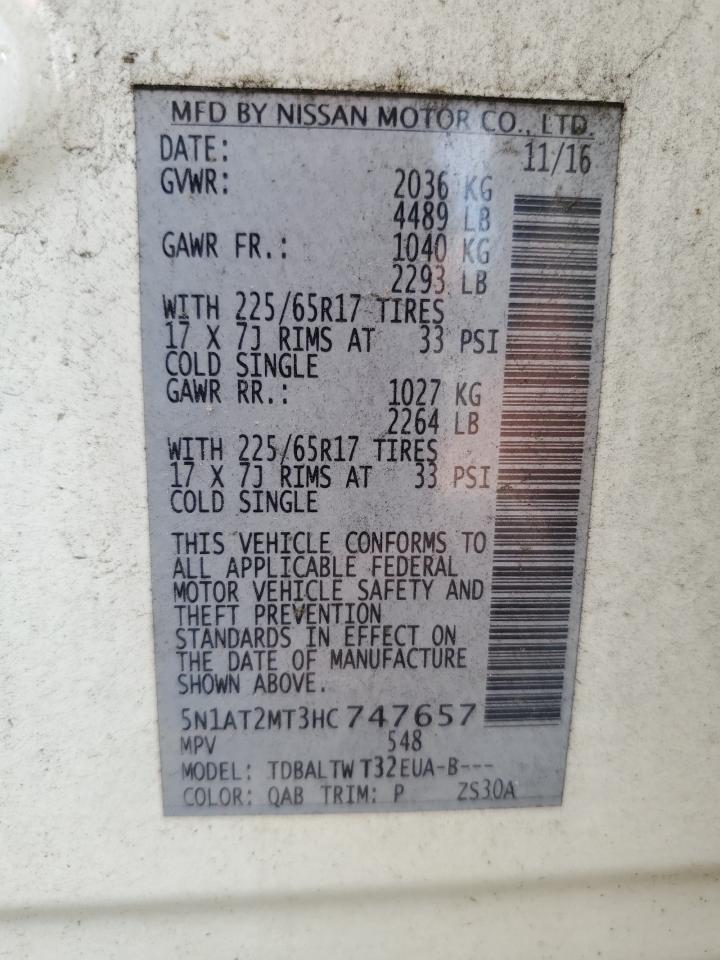 MFD BY NISSAN MOTOR CO., LTD.
DATE: 11/16
GVWR: 2036 KG
4489 LB
GAWR FR.: 1040 KG
2293 LB
WITH 225/65R17 TIRES
17 X 7J RIMS AT 33 PSI
COLD SINGLE
GAWR RR.: 1027 KG
2264 LB
WITH 225/65R17 TIRES
17 X 7J RIMS AT 33 PSI
COLD SINGLE
THIS VEHICLE CONFORMS TO
ALL APPLICABLE FEDERAL
MOTOR VEHICLE SAFETY AND
THEFT PREVENTION
STANDARDS IN EFFECT ON
THE DATE OF MANUFACTURE
SHOWN ABOVE.
5N1AT2MT3HC747657
MPV 548
MODEL: TDBALTW T32EUA-B---
COLOR: QAB TRIM: P ZS30A